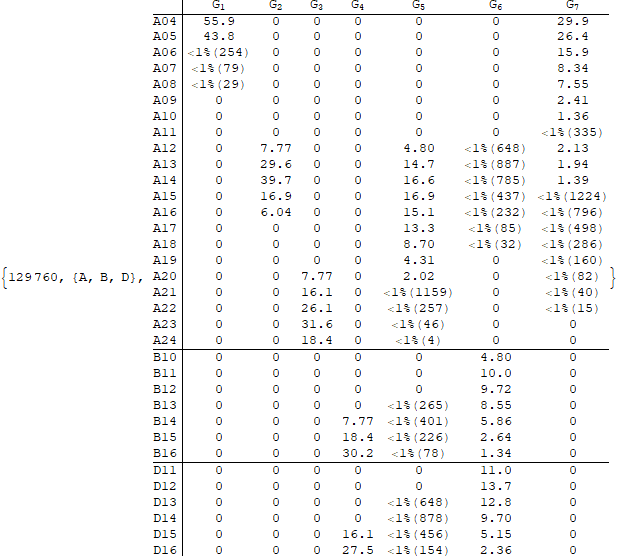 G1 G2 G3 G4 G5 G6 G7
A04 55.9 0 0 0 0 0 29.9
A05 43.8 0 0 0 0 0 26.4
A06 <1%(254) 0 0 0 0 0 15.9
A07 <1%(79) 0 0 0 0 0 8.34
A08 <1%(29) 0 0 0 0 0 7.55
A09 0 0 0 0 0 0 2.41
A10 0 0 0 0 0 0 1.36
A11 0 0 0 0 0 0 <1%(335)
A12 0 7.77 0 0 4.80 <1%(648) 2.13
A13 0 29.6 0 0 14.7 <1%(887) 1.94
A14 0 39.7 0 0 16.6 <1%(785) 1.39
A15 0 16.9 0 0 16.9 <1%(437) <1%(1224)
A16 0 6.04 0 0 15.1 <1%(232) <1%(796)
A17 0 0 0 0 13.3 <1%(85) <1%(498)
A18 0 0 0 0 8.70 <1%(32) <1%(286)
A19 0 0 0 0 4.31 0 <1%(160)
{129760, {A, B, D}, A20 0 0 7.77 0 2.02 0 <1%(82) }
A21 0 0 16.1 0 <1%(1159) 0 <1%(40)
A22 0 0 26.1 0 <1%(257) 0 <1%(15)
A23 0 0 31.6 0 <1%(46) 0 0
A24 0 0 18.4 0 <1%(4) 0 0
B10 0 0 0 0 0 4.80 0
B11 0 0 0 0 0 10.0 0
B12 0 0 0 0 0 9.72 0
B13 0 0 0 0 <1%(265) 8.55 0
B14 0 0 0 7.77 <1%(401) 5.86 0
B15 0 0 0 18.4 <1%(226) 2.64 0
B16 0 0 0 30.2 <1%(78) 1.34 0
D11 0 0 0 0 0 11.0 0
D12 0 0 0 0 0 13.7 0
D13 0 0 0 0 <1%(648) 12.8 0
D14 0 0 0 0 <1%(878) 9.70 0
D15 0 0 0 16.1 <1%(456) 5.15 0
D16 0 0 0 27.5 <1%(154) 2.36 0